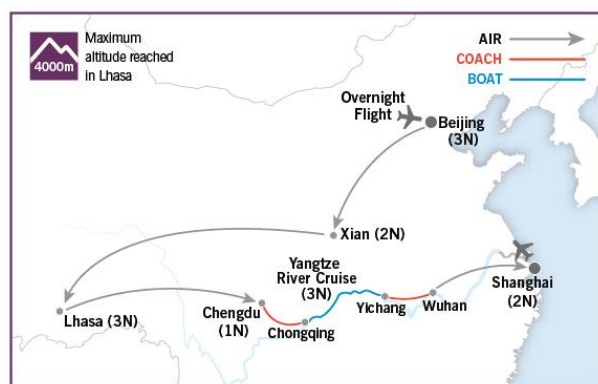 Maximum
altitude reached
in Lhasa
4000m
AIR
COACH
BOAT
Overnight
Flight
Beijing
(3N)
Xian (2N)
Yangtze
River Cruise
(3N)
Lhasa (3N)
Chengdu
(1N)
Chongqing
Yichang
Wuhan
Shanghai
(2N)